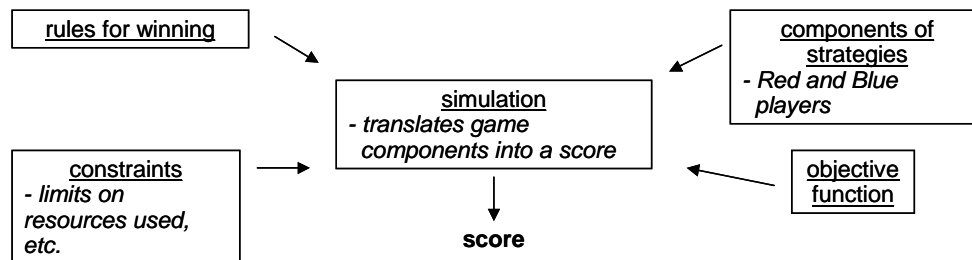 rules for winning
components of
strategies
- Red and Blue
players
simulation
- translates game
components into a score
constraints
- limits on
resources used,
etc.
objective
function
score